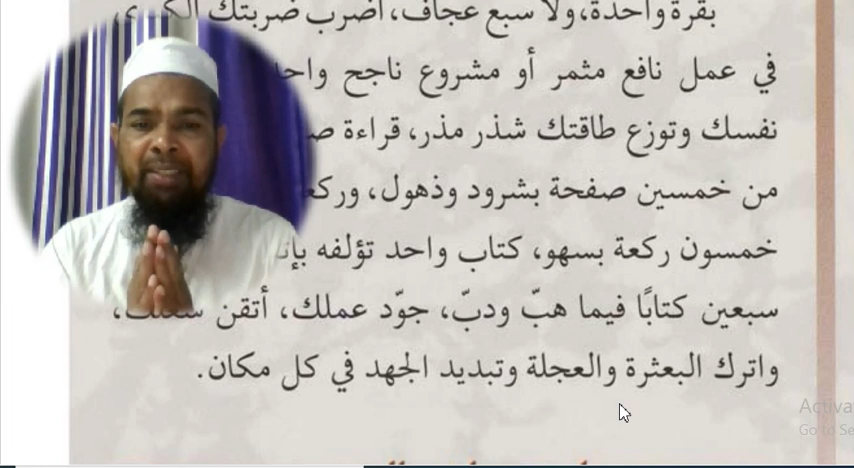 بقرة واحدة، ولا سبع عجاف، اضرب ضربتك
في عمل نافع مثمر أو مشروع ناجح
نفسك وتوزع طاقتك شذر مذر، قراءة
من خمسين صفحة بشرود وذهول،
خمسون ركعة بسهو، كتاب واحد تؤلفه
سبعين كتابًا فيما هبّ ودبّ، جوّد عملك، أتقن
واترك البعثرة والعجلة وتبديد الجهد في كل مكان.